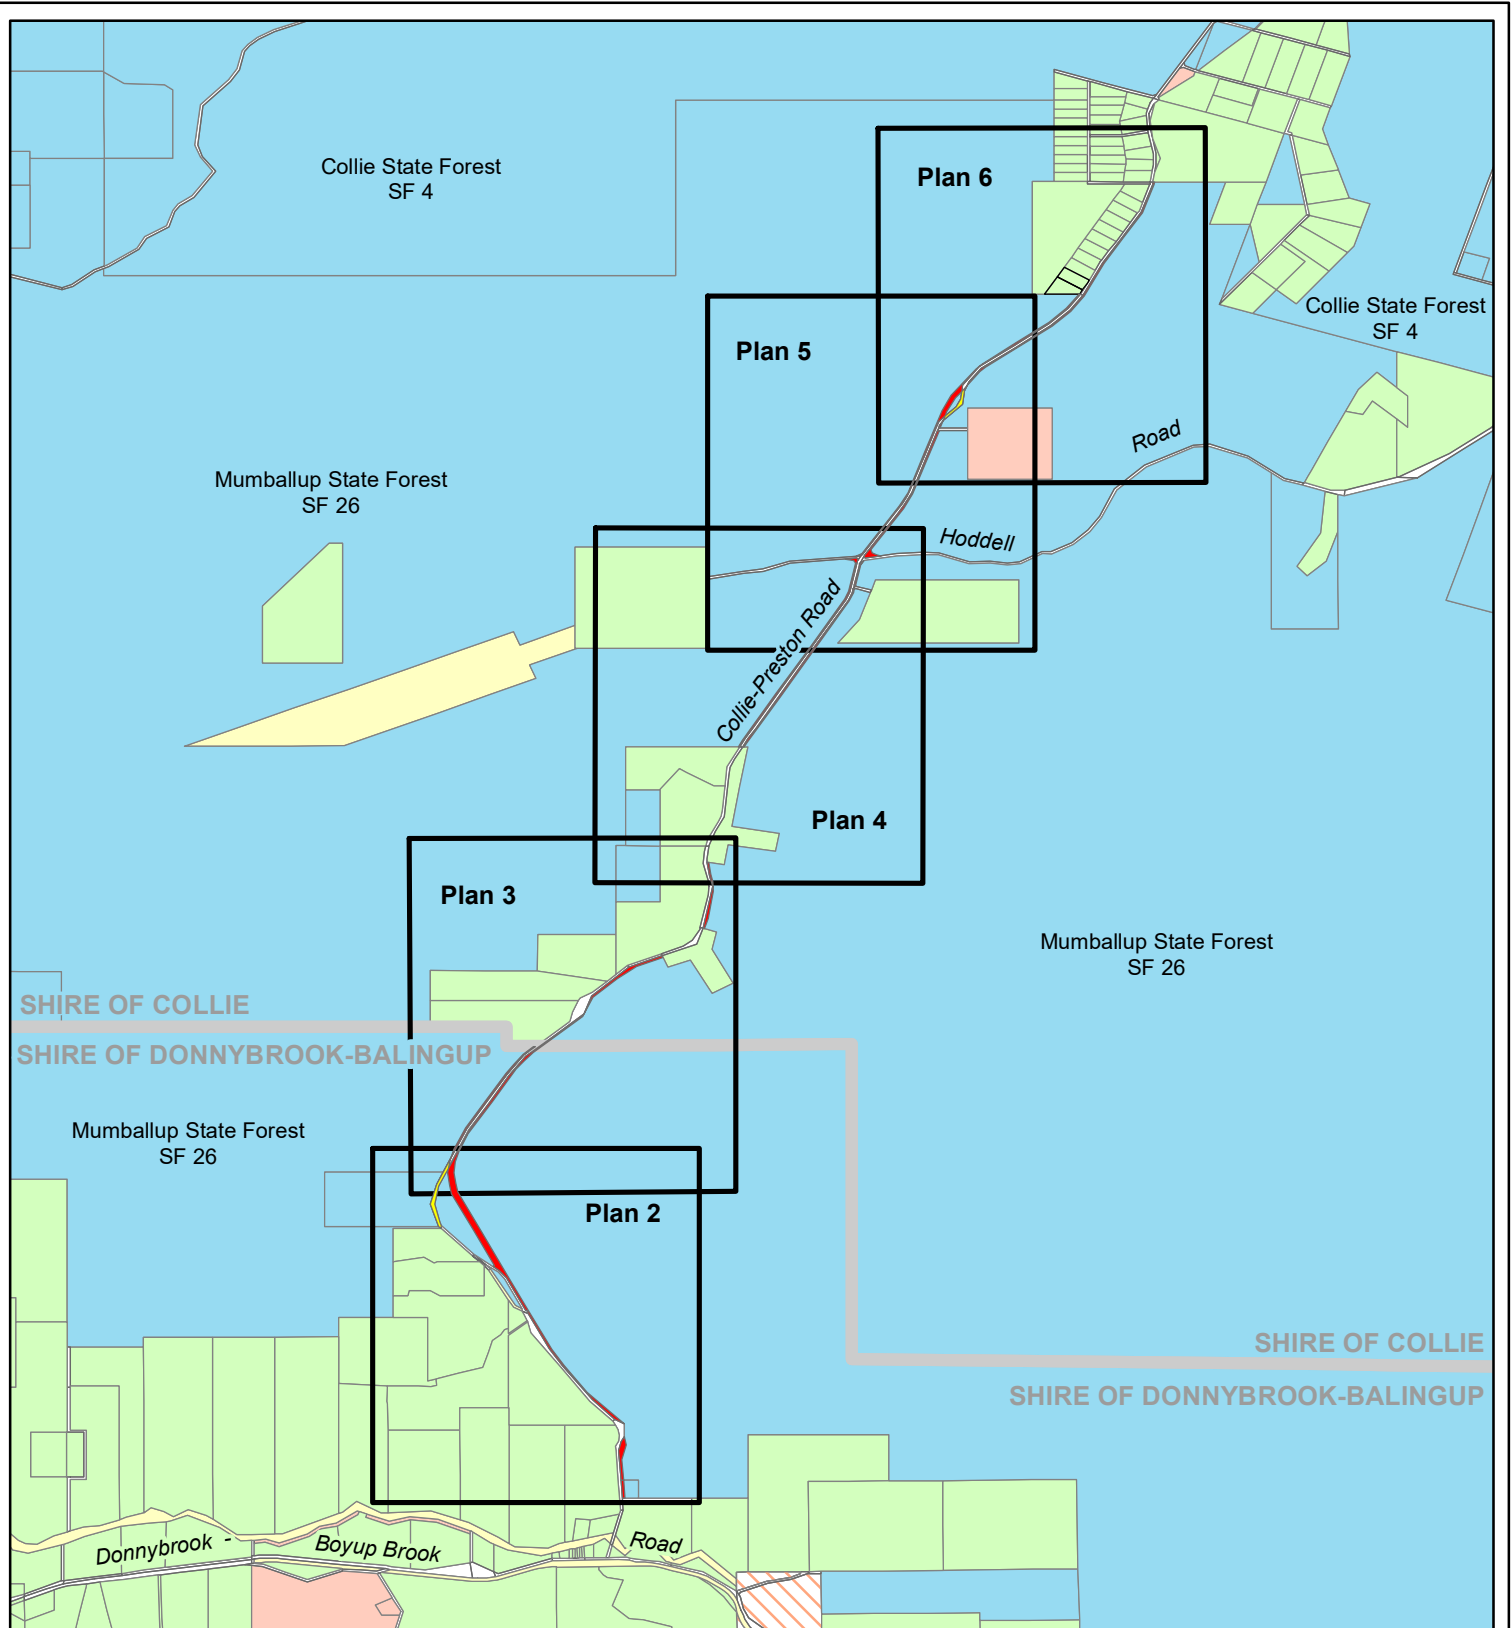 Collie State Forest
SF 4
Plan 6
Collie State Forest
SF 4
Plan 5
Road
Mumballup State Forest
SF 26
Hoddell
Collie-Preston Road
Plan 4
Plan 3
Mumballup State Forest
SF 26
SHIRE OF COLLIE
SHIRE OF DONNYBROOK-BALINGUP
Mumballup State Forest
SF 26
Plan 2
SHIRE OF COLLIE
SHIRE OF DONNYBROOK-BALINGUP
Donnybrook - Boyup Brook Road